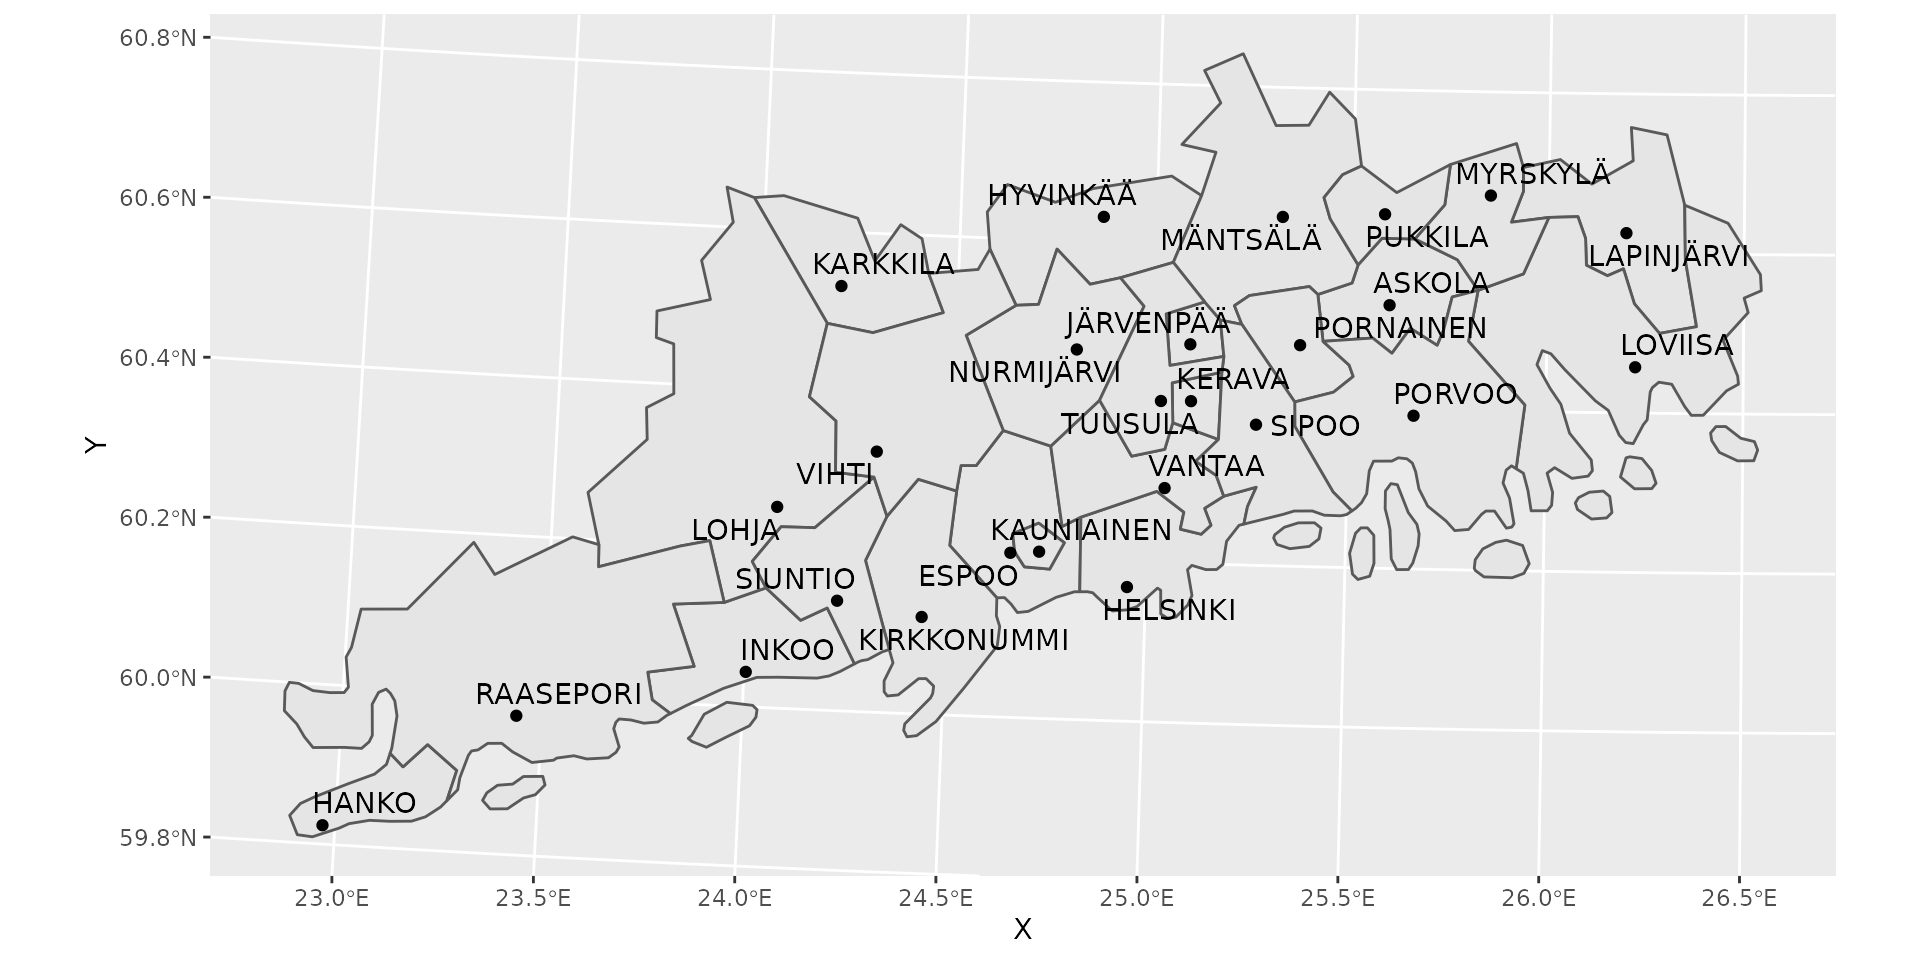 60.8°N
60.6°N
60.4°N
60.2°N
60.0°N
59.8°N
Y
MYRSKYLÄ
HYVINKÄÄ
MÄNTSÄLÄ
PUKKILA
LAPINJÄRVI
KARKKILA
ASKOLA
JÄRVENPÄÄ
PORNAINEN
LOVIISA
NURMIJÄRVI
KERAVA
PORVOO
TUUSULA
SIPOO
VIHTI
VANTAA
LOHJA
KAUNIAINEN
SIUNTIO
ESPOO
HELSINKI
INKOO
KIRKKONUMMI
RAASEPORI
HANKO
23.0°E
23.5°E
24.0°E
24.5°E
25.0°E
25.5°E
26.0°E
26.5°E
X